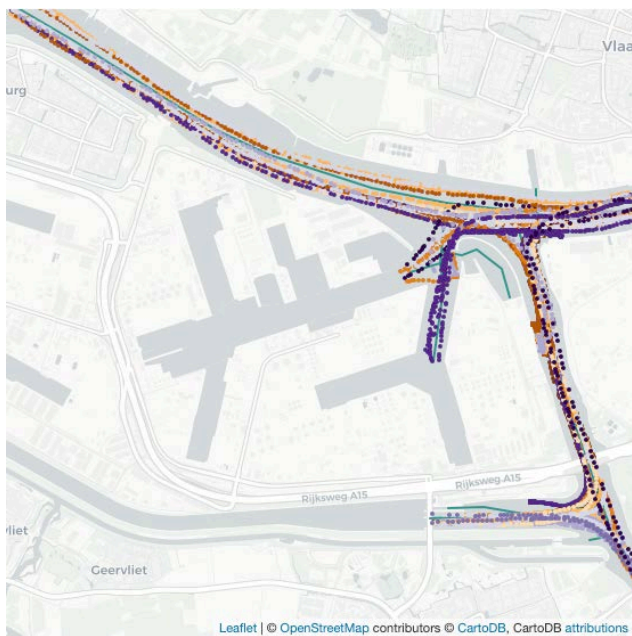 Vlaa
urg
Rijksweg A15
Rijksweg A15
vliet
Geervliet
Leaflet | © OpenStreetMap contributors © CartoDB, CartoDB attributions